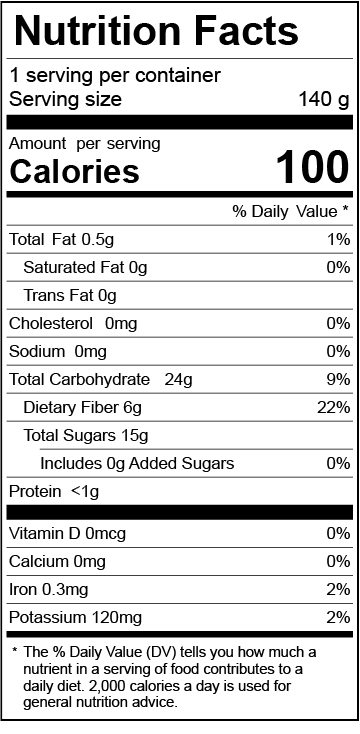 Nutrition Facts
1 serving per container
Serving size 140 g
Amount per serving
Calories 100
% Daily Value *
Total Fat 0.5g 1%
Saturated Fat 0g 0%
Trans Fat 0g
Cholesterol 0mg 0%
Sodium 0mg 0%
Total Carbohydrate 24g 9%
Dietary Fiber 6g 22%
Total Sugars 15g
Includes 0g Added Sugars 0%
Protein <1g
Vitamin D 0mcg 0%
Calcium 0mg 0%
Iron 0.3mg 2%
Potassium 120mg 2%
* The % Daily Value (DV) tells you how much a
nutrient in a serving of food contributes to a
daily diet. 2,000 calories a day is used for
general nutrition advice.